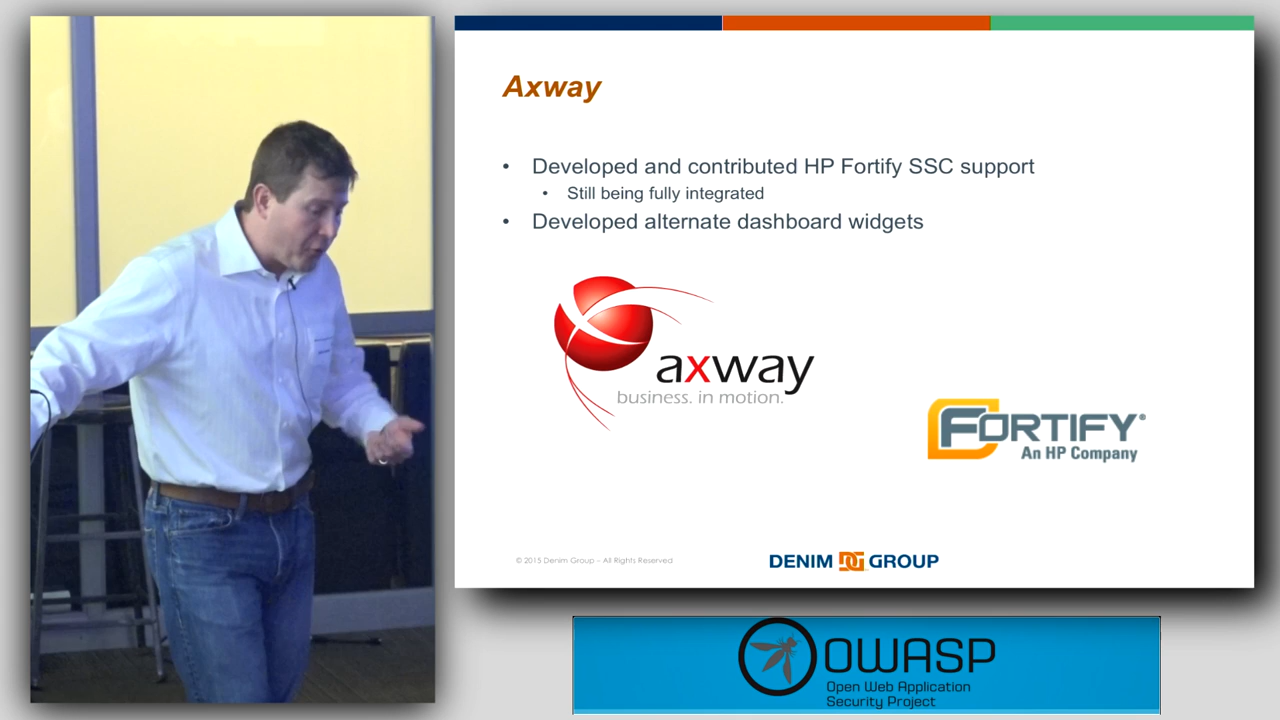 Axway
• Developed and contributed HP Fortify SSC support
• Still being fully integrated
• Developed alternate dashboard widgets
axway
business. in motion.
FORTIFY®
An HP Company
© 2015 Denim Group – All Rights Reserved
DENIM DG GROUP
OWASP
Open Web Application
Security Project